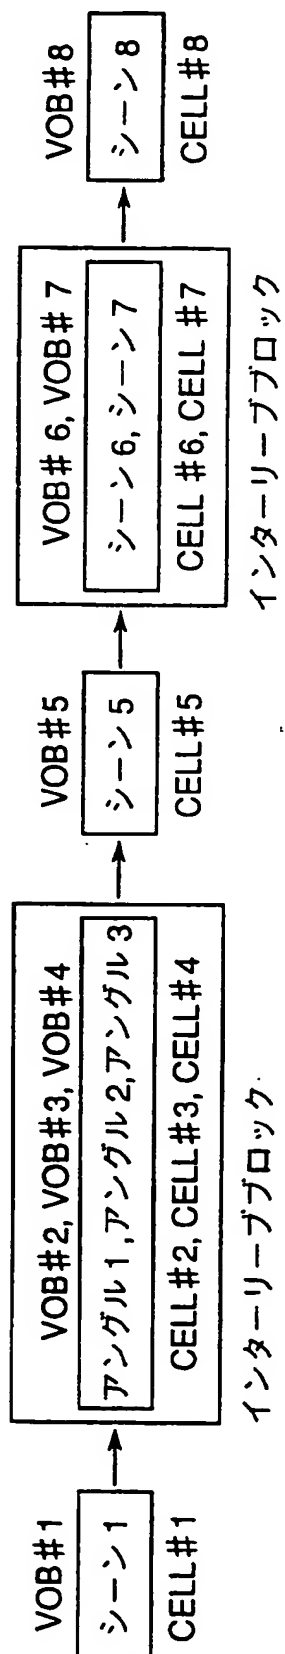 VOB#1
シーン1
CELL#1
VOB#2, VOB#3, VOB#4
アングル1,アングル2,アングル3
CELL#2, CELL#3, CELL#4
インターリーブブロック
VOB#5
シーン5
CELL#5
VOB# 6, VOB# 7
シーン6, シーン7
CELL #6, CELL #7
インターリーブブロック
VOB#8
シーン8
CELL#8